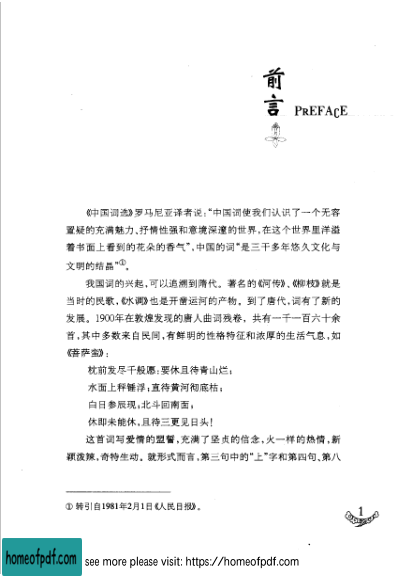 前言
PREFACE
《中国词选》罗马尼亚译者说：“中国词使我们认识了一个无容
置疑的充满魅力、抒情性强和意境深邃的世界，在这个世界里洋溢
着书面上看到的花朵的香气”，中国的词“是三千多年悠久文化与
文明的结晶”①。
我国词的兴起，可以追溯到隋代。著名的《河传》、《柳枝》就是
当时的民歌，《水调》也是开凿运河的产物。到了唐代，词有了新的
发展。1900年在敦煌发现的唐人曲词残卷，共有一千一百六十余
首，其中多数来自民间，有鲜明的性格特征和浓厚的生活气息，如
《菩萨蛮》：
枕前发尽千般愿：要休且待青山烂；
水面上秤锤浮；直待黄河彻底枯；
白日参辰现，北斗回南面；
休即未能休，且待三更见日头！
这首词写爱情的盟誓，充满了坚贞的信念，火一样的热情，新
颖泼辣，奇特生动。就形式而言，第三句中的“上”字和第四句、第八
① 转引自1981年2月1日《人民日报》。
1
homeofpdf.com
see more please visit: https://homeofpdf.com